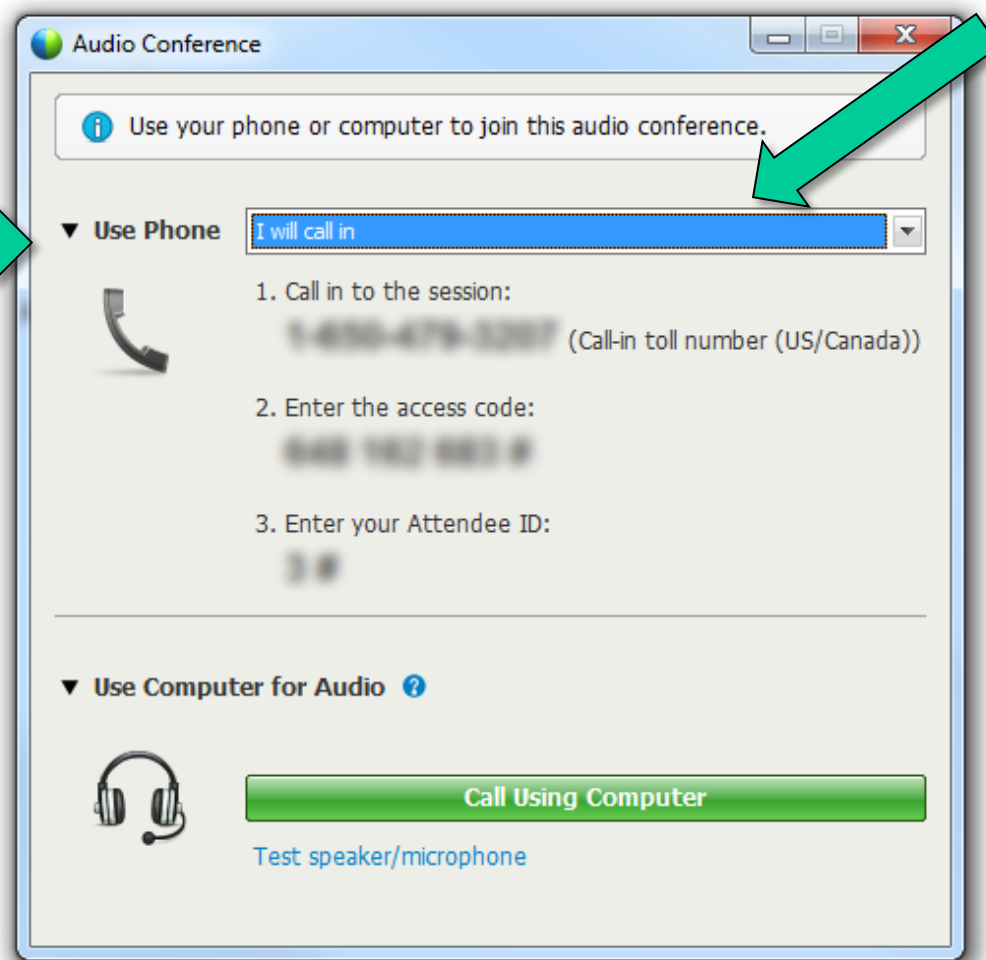 Audio Conference
Use your phone or computer to join this audio conference.
Use Phone
I will call in
1. Call in to the session:
(Call-in toll number (US/Canada))
2. Enter the access code:
3. Enter your Attendee ID:
Use Computer for Audio
Call Using Computer
Test speaker/microphone